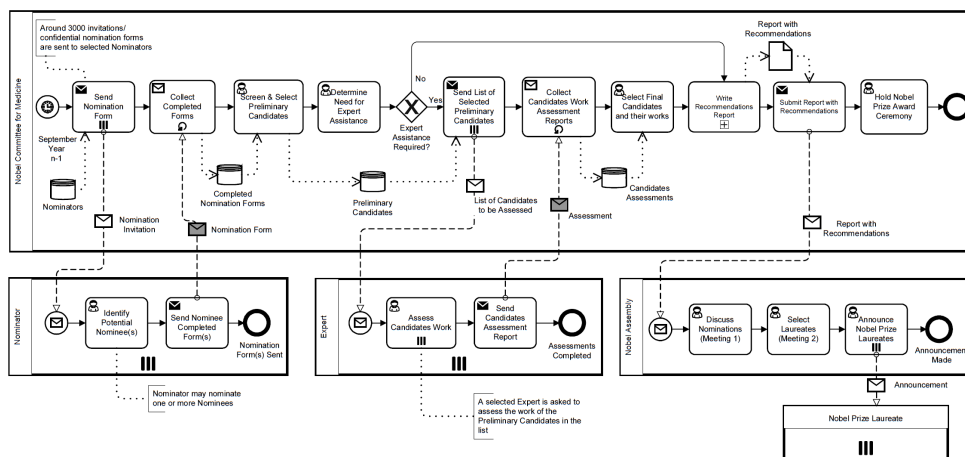 Around 3000 invitations/
confidential nomination forms
are sent to selected Nominators
Report with
Recommendations
Nobel Committee for Medicine
Send
Nomination
Form
Collect
Completed
Forms
Screen & Select
Preliminary
Candidates
Determine
Need for
Expert
Assistance
No
Yes
Expert
Assistance
Required?
Send List of
Selected
Preliminary
Candidates
Collect
Candidates Work
Assessment
Reports
Select Final
Candidates
and their works
Write
Recommendations
Report
Submit Report with
Recommendations
Hold Nobel
Prize Award
Ceremony
September
Year
n-1
Nominators
Completed
Nomination Forms
Preliminary
Candidates
Candidates
Assessments
Nomination
Invitation
Nomination Form
List of Candidates
to be Assessed
Assessment
Report with
Recommendations
Nominator
Identify
Potential
Nominee(s)
Send Nominee
Completed
Form(s)
Nomination
Form(s) Sent
Nominator may nominate
one or more Nominees
Expert
Assess
Candidates Work
Send
Candidates
Assessment
Report
Assessments
Completed
A selected Expert is asked to
assess the work of the
Preliminary Candidates in the
list
Nobel Assembly
Discuss
Nominations
(Meeting 1)
Select
Laureates
(Meeting 2)
Announce
Nobel Prize
Laureates
Announcement
Made
Announcement
Nobel Prize Laureate